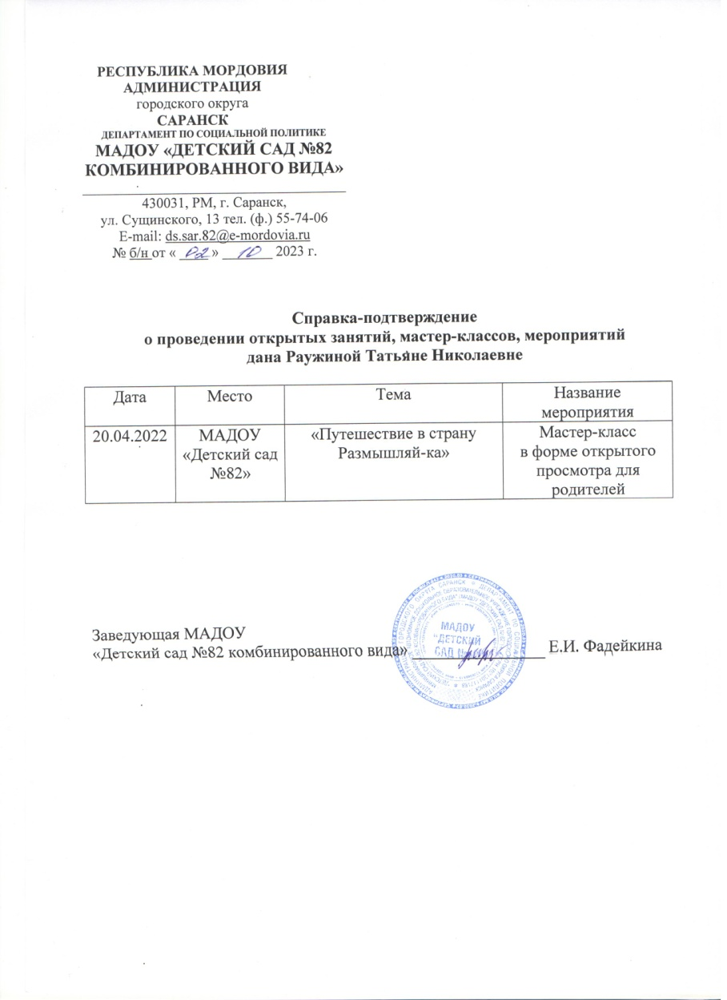 РЕСПУБЛИКА МОРДОВИЯ
АДМИНИСТРАЦИЯ
городского округа
САРАНСК
ДЕПАРТАМЕНТ ПО СОЦИАЛЬНОЙ ПОЛИТИКЕ
МАДОУ «ДЕТСКИЙ САД №82
КОМБИНИРОВАННОГО ВИДА»
430031, РМ, г. Саранск,
ул. Сущинского, 13 тел. (ф.) 55-74-06
E-mail: ds.sar.82@e-mordovia.ru
№ б/н от « 02 » 10 2023 г.
Справка-подтверждение
о проведении открытых занятий, мастер-классов, мероприятий
дана Раужиной Татьяне Николаевне
Дата
Место
Тема
Название
мероприятия
20.04.2022
МАДОУ
«Детский сад
№82»
«Путешествие в страну
Размышляй-ка»
Мастер-класс
в форме открытого
просмотра для
родителей
Заведующая МАДОУ
«Детский сад №82 комбинированного вида» Е.И. Фадейкина
МАДОУ
"ДЕТСКИЙ
САД